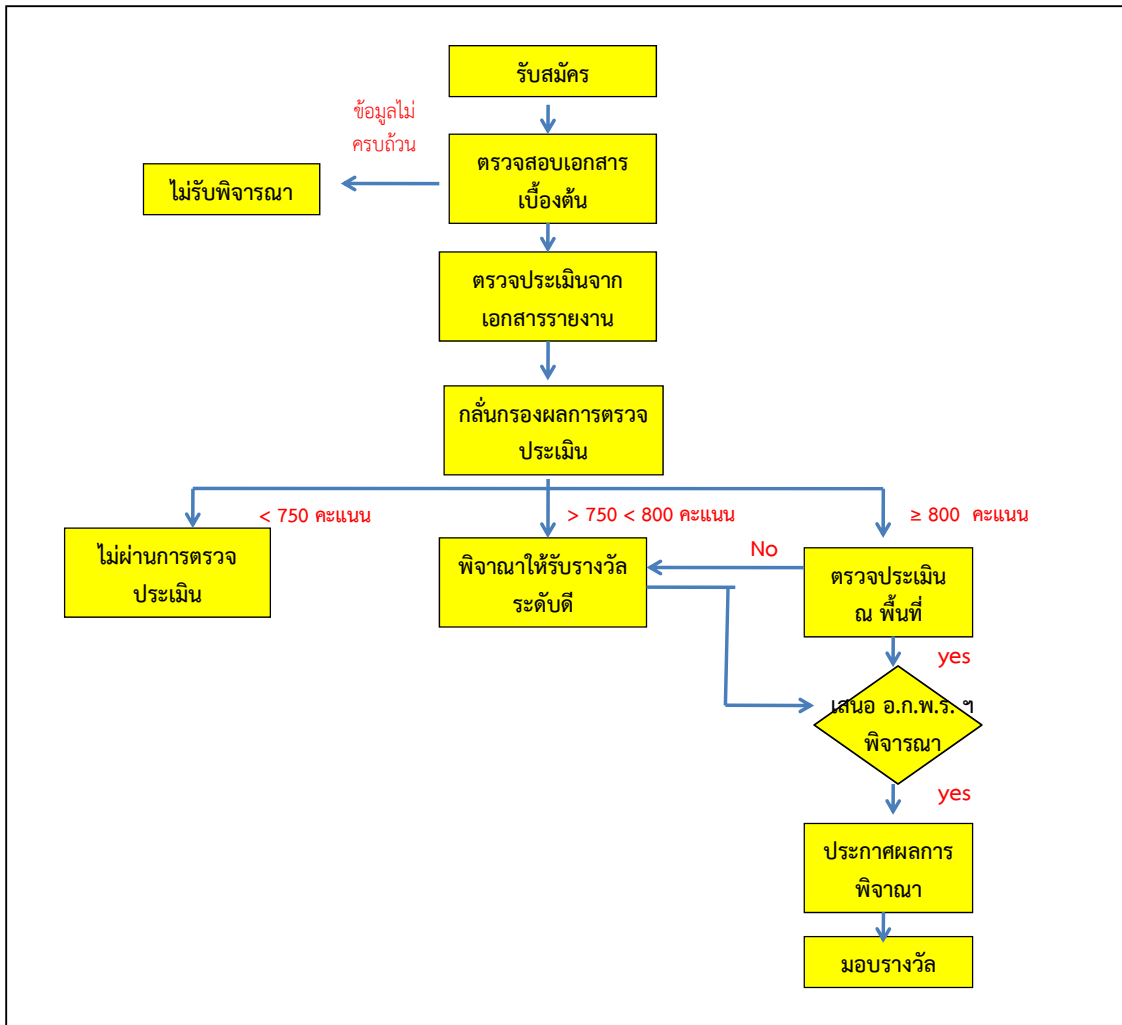 รับสมัคร
ข้อมูลไม่
ครบถ้วน
ตรวจสอบเอกสาร
เบื้องต้น
ไม่รับพิจารณา
ตรวจประเมินจาก
เอกสารรายงาน
กลั่นกรองผลการตรวจ
ประเมิน
< 750 คะแนน
> 750 < 800 คะแนน
≥ 800 คะแนน
ไม่ผ่านการตรวจ
ประเมิน
พิจาณาให้รับรางวัล
ระดับดี
No
ตรวจประเมิน
ณ พื้นที่
yes
เสนอ อ.ก.พ.ร. ฯ
พิจารณา
yes
ประกาศผลการ
พิจาณา
มอบรางวัล